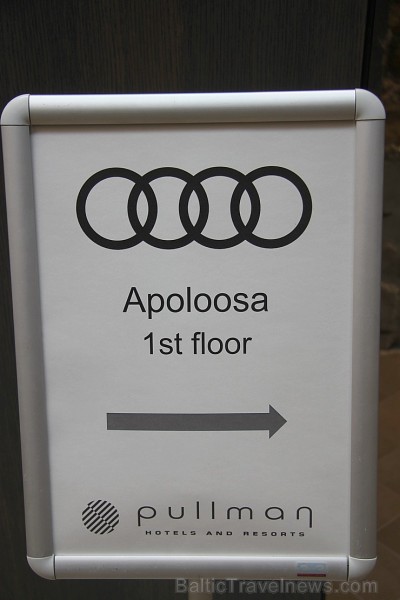 Apoloosa
1st floor
pullman
HOTELS AND RESORTS
BalticTravelnews.com